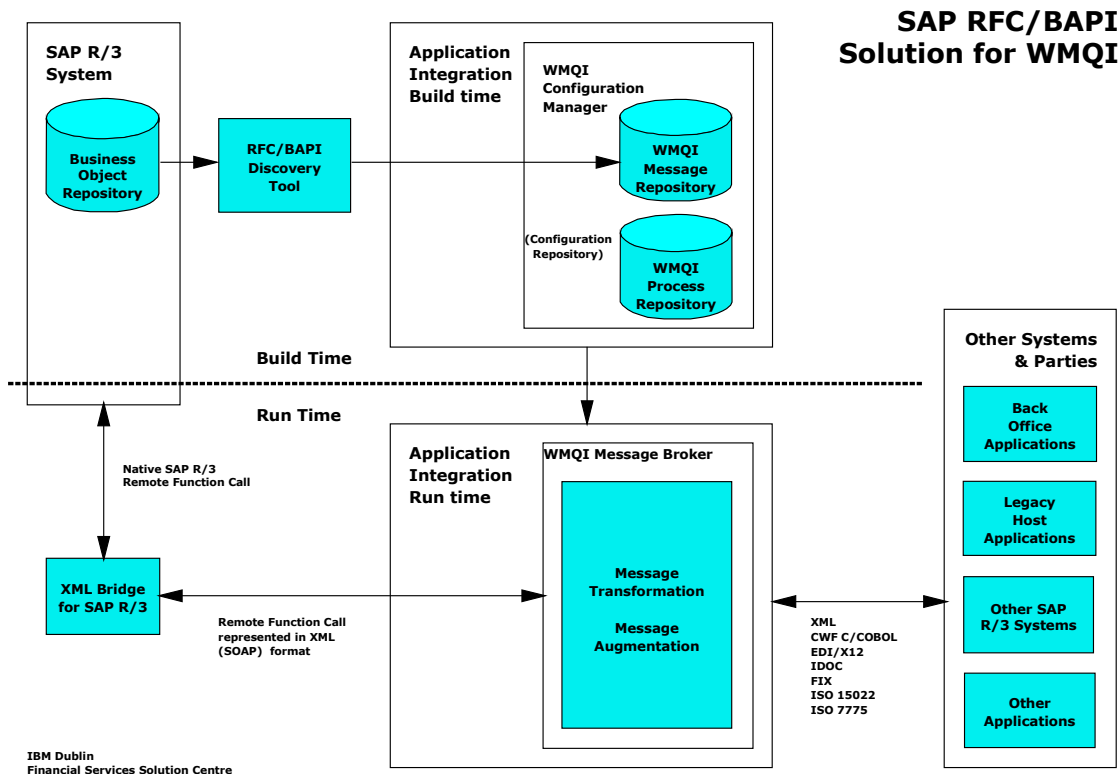 SAP RFC/BAPI
Solution for WMQI
SAP R/3
System
Business
Object
Repository
RFC/BAPI
Discovery
Tool
Application
Integration
Build time
WMQI
Configuration
Manager
WMQI
Message
Repository
(Configuration
Repository)
WMQI
Process
Repository
Build Time
Run Time
Native SAP R/3
Remote Function Call
XML Bridge
for SAP R/3
Remote Function Call
represented in XML
(SOAP) format
Application
Integration
Run time
WMQI Message Broker
Message
Transformation
Message
Augmentation
XML
CWF C/COBOL
EDI/X12
IDOC
FIX
ISO 15022
ISO 7775
Other Systems
& Parties
Back
Office
Applications
Legacy
Host
Applications
Other SAP
R/3 Systems
Other
Applications
IBM Dublin
Financial Services Solution Centre